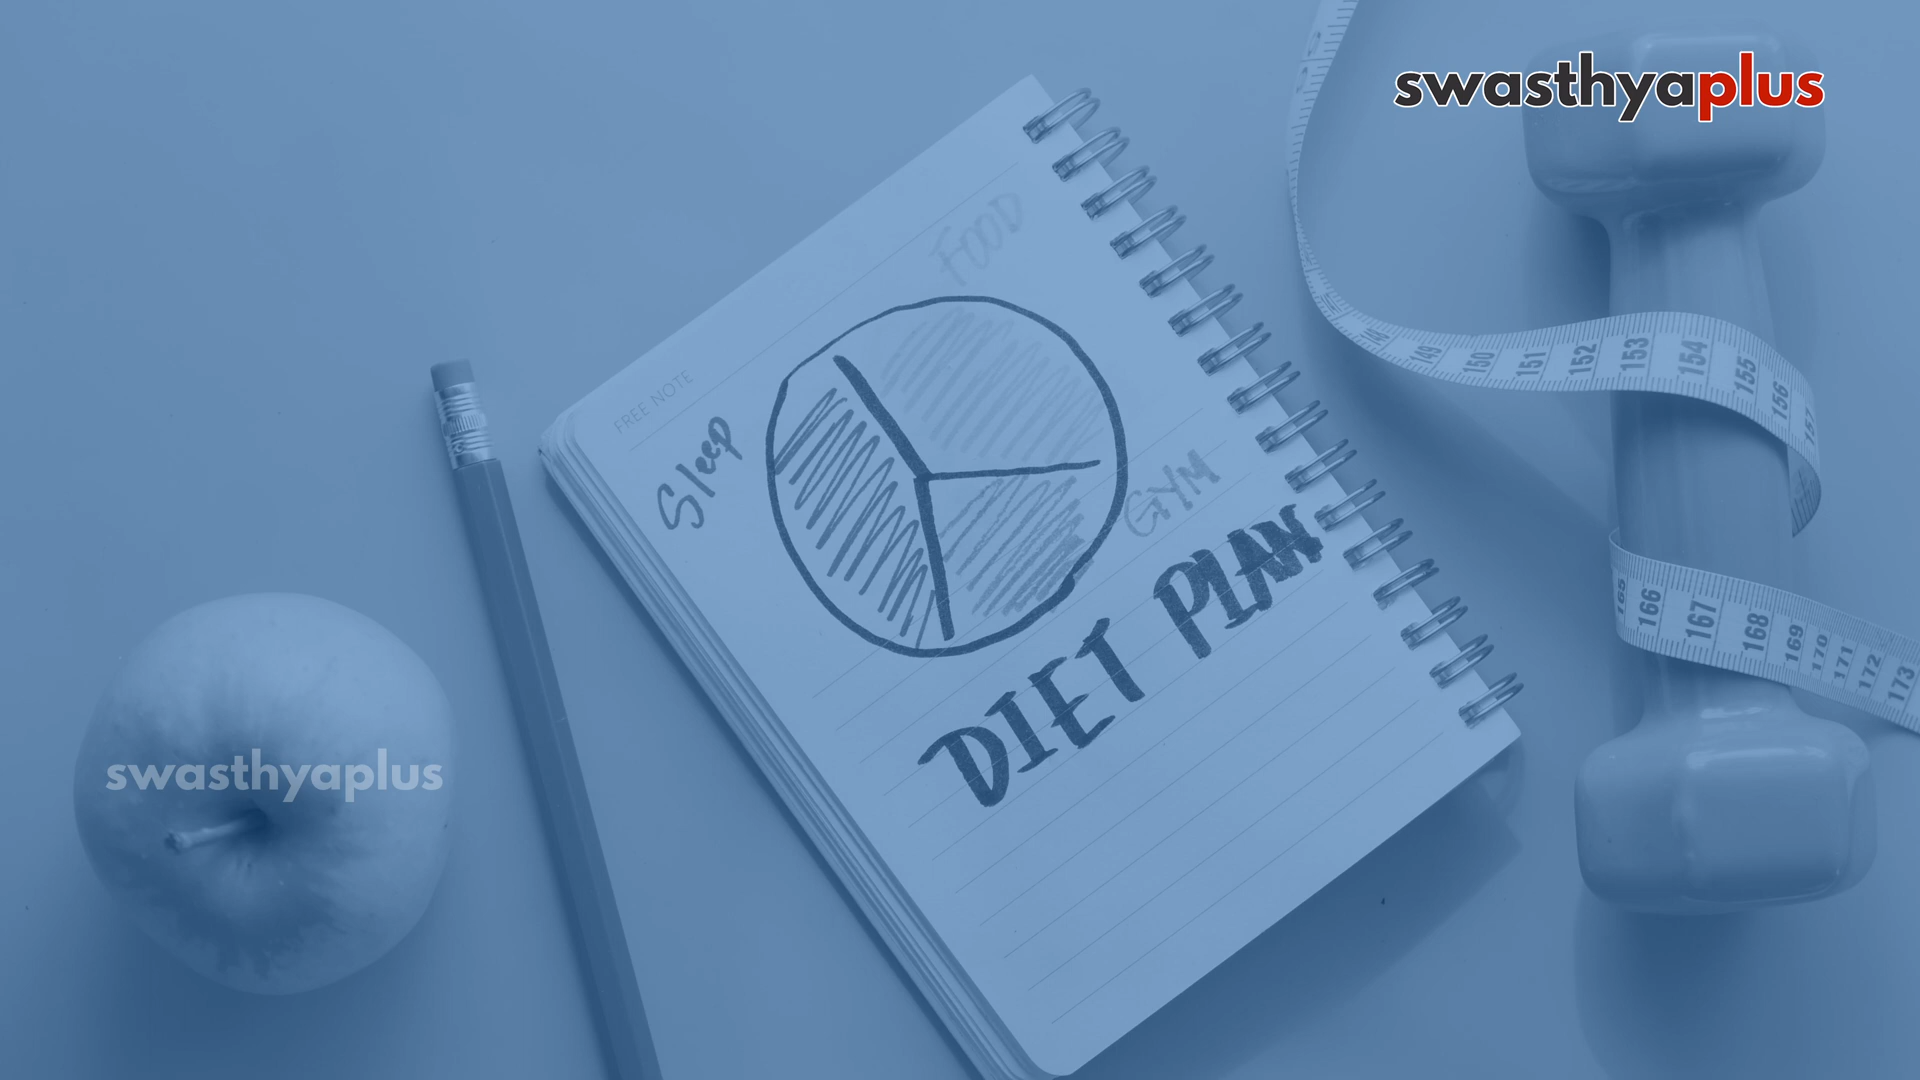 swasthyaplus
FOOD
FREE NOTE
Sleep
GYM
DIET PLAN
swasthyaplus
149
150
151
152
153
154
155
156
157
165
166
167
168
169
170
171
172
173